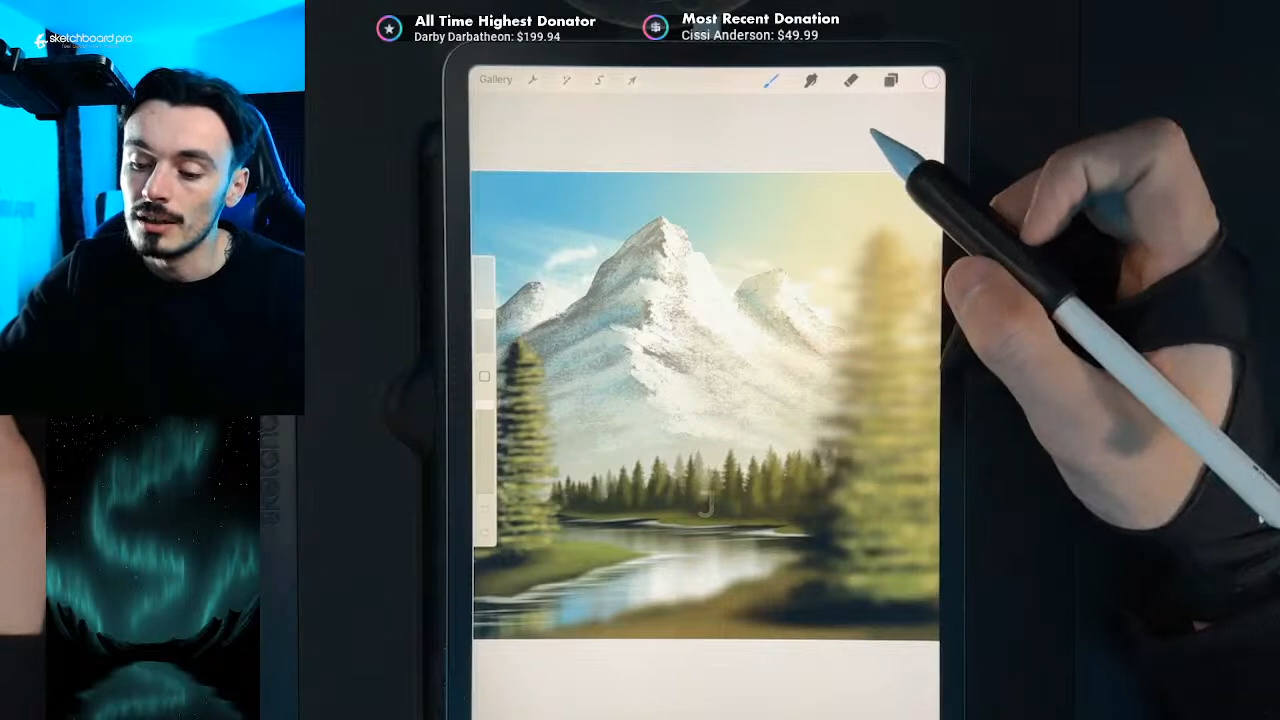 All Time Highest Donator
Darby Darbatheon: $199.94
Most Recent Donation
Cissi Anderson: $49.99
sketchboard pro
Gallery